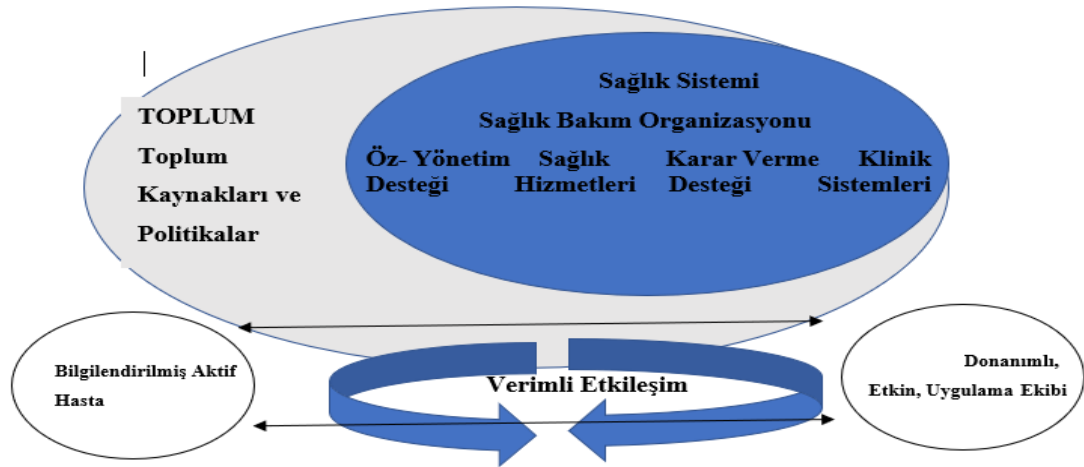 Sağlık Sistemi
Sağlık Bakım Organizasyonu
Öz- Yönetim Sağlık Karar Verme Klinik
Desteği Hizmetleri Desteği Sistemleri
TOPLUM
Toplum
Kaynakları ve
Politikalar
Bilgilendirilmiş Aktif
Hasta
Verimli Etkileşim
Donanımlı,
Etkin, Uygulama Ekibi